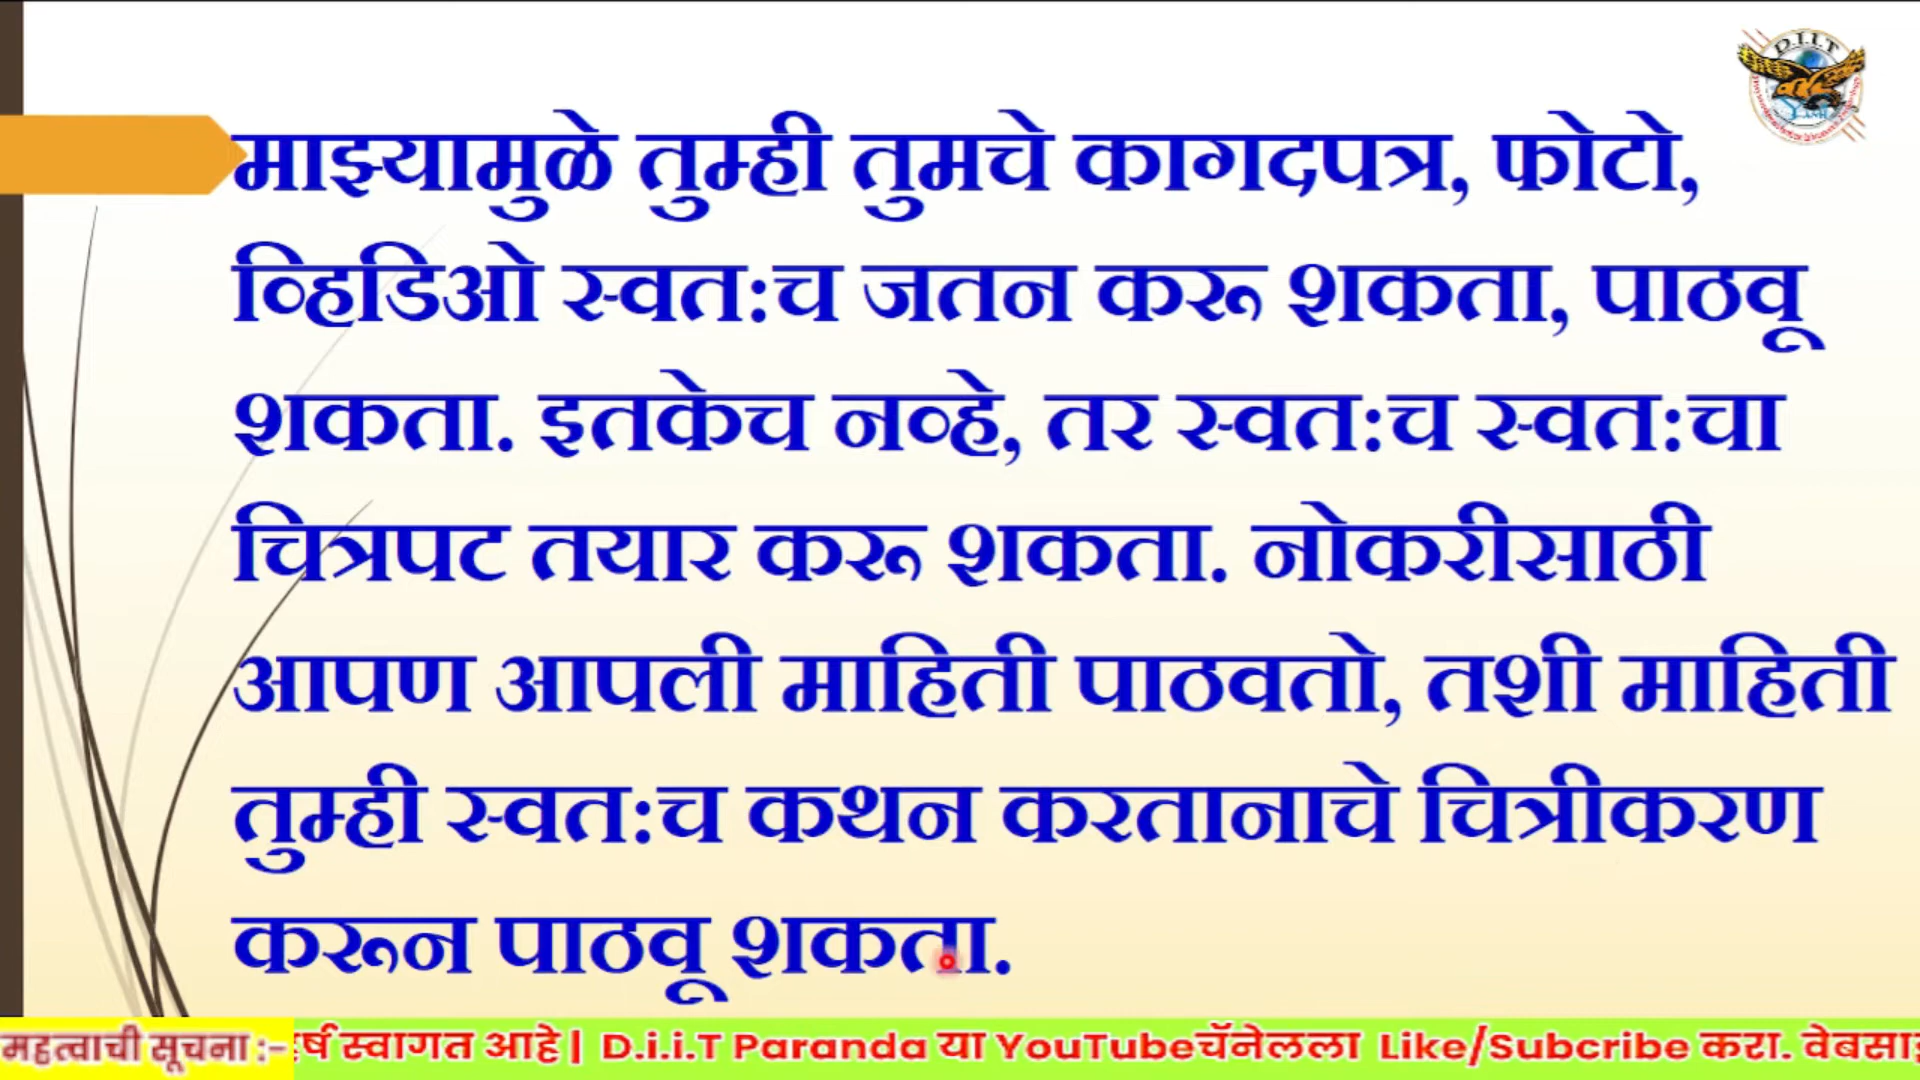 D.I.I.T
माझ्यामुळे तुम्ही तुमचे कागदपत्र, फोटो,
व्हिडिओ स्वत:च जतन करू शकता, पाठवू
शकता. इतकेच नव्हे, तर स्वत:च स्वत:चा
चित्रपट तयार करू शकता. नोकरीसाठी
आपण आपली माहिती पाठवतो, तशी माहिती
तुम्ही स्वत:च कथन करतानाचे चित्रीकरण
करून पाठवू शकता.
महत्वाची सूचना :- हर्ष स्वागत आहे| D.i.i.T Paranda या YouTubeचॅनेलला Like/Subcribe करा.